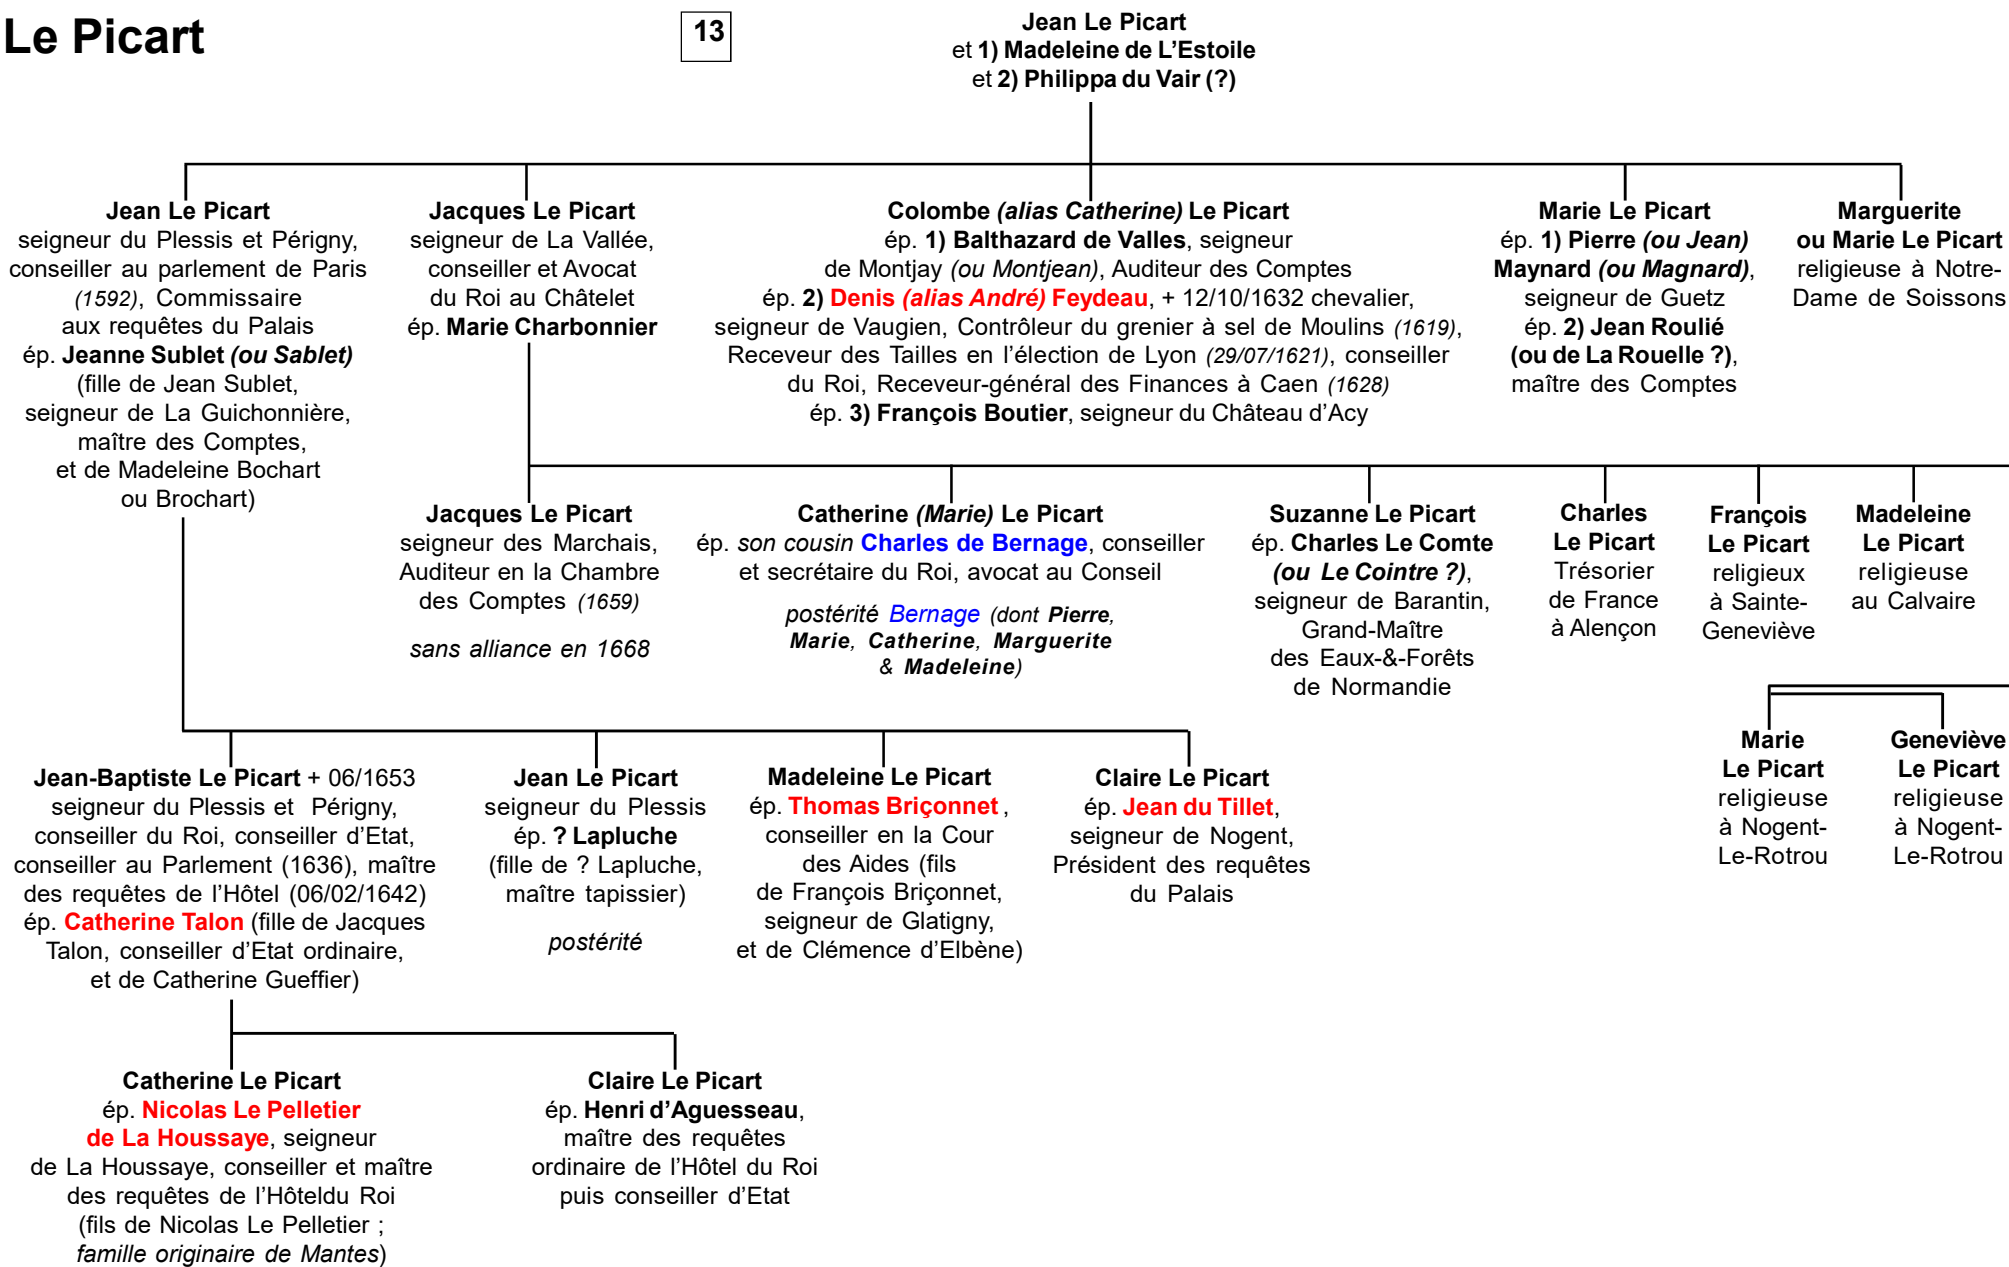 Le Picart
13
Jean Le Picart
et 1) Madeleine de L’Estoile
et 2) Philippa du Vair (?)
Jean Le Picart
seigneur du Plessis et Périgny,
conseiller au parlement de Paris
(1592), Commissaire
aux requêtes du Palais
ép. Jeanne Sublet (ou Sablet)
(fille de Jean Sublet,
seigneur de La Guichonnière,
maître des Comptes,
et de Madeleine Bochart
ou Brochart)
Jacques Le Picart
seigneur de La Vallée,
conseiller et Avocat
du Roi au Châtelet
ép. Marie Charbonnier
Colombe (alias Catherine) Le Picart
ép. 1) Balthazard de Valles, seigneur
de Montjay (ou Montjean), Auditeur des Comptes
ép. 2) Denis (alias André) Feydeau, + 12/10/1632 chevalier,
seigneur de Vaugien, Contrôleur du grenier à sel de Moulins (1619),
Receveur des Tailles en l’élection de Lyon (29/07/1621), conseiller
du Roi, Receveur-général des Finances à Caen (1628)
ép. 3) François Boutier, seigneur du Château d’Acy
Marie Le Picart
ép. 1) Pierre (ou Jean)
Maynard (ou Magnard),
seigneur de Guetz
ép. 2) Jean Roulié
(ou de La Rouelle ?),
maître des Comptes
Marguerite
ou Marie Le Picart
religieuse à Notre-
Dame de Soissons
Jacques Le Picart
seigneur des Marchais,
Auditeur en la Chambre
des Comptes (1659)
sans alliance en 1668
Catherine (Marie) Le Picart
ép. son cousin Charles de Bernage, conseiller
et secrétaire du Roi, avocat au Conseil
postérité Bernage (dont Pierre,
Marie, Catherine, Marguerite
& Madeleine)
Suzanne Le Picart
ép. Charles Le Comte
(ou Le Cointre ?),
seigneur de Barantin,
Grand-Maître
des Eaux-&-Forêts
de Normandie
Charles
Le Picart
Trésorier
de France
à Alençon
François
Le Picart
religieux
à Sainte-
Geneviève
Madeleine
Le Picart
religieuse
au Calvaire
Marie
Le Picart
religieuse
à Nogent-
Le-Rotrou
Geneviève
Le Picart
religieuse
à Nogent-
Le-Rotrou
Jean-Baptiste Le Picart + 06/1653
seigneur du Plessis et Périgny,
conseiller du Roi, conseiller d'Etat,
conseiller au Parlement (1636), maître
des requêtes de l’Hôtel (06/02/1642)
ép. Catherine Talon (fille de Jacques
Talon, conseiller d’Etat ordinaire,
et de Catherine Gueffier)
Jean Le Picart
seigneur du Plessis
ép. ? Lapluche
(fille de ? Lapluche,
maître tapissier)
postérité
Madeleine Le Picart
ép. Thomas Briçonnet ,
conseiller en la Cour
des Aides (fils
de François Briçonnet,
seigneur de Glatigny,
et de Clémence d’Elbène)
Claire Le Picart
ép. Jean du Tillet,
seigneur de Nogent,
Président des requêtes
du Palais
Catherine Le Picart
ép. Nicolas Le Pelletier
de La Houssaye, seigneur
de La Houssaye, conseiller et maître
des requêtes de l’Hôteldu Roi
(fils de Nicolas Le Pelletier ;
famille originaire de Mantes)
Claire Le Picart
ép. Henri d’Aguesseau,
maître des requêtes
ordinaire de l’Hôtel du Roi
puis conseiller d’Etat